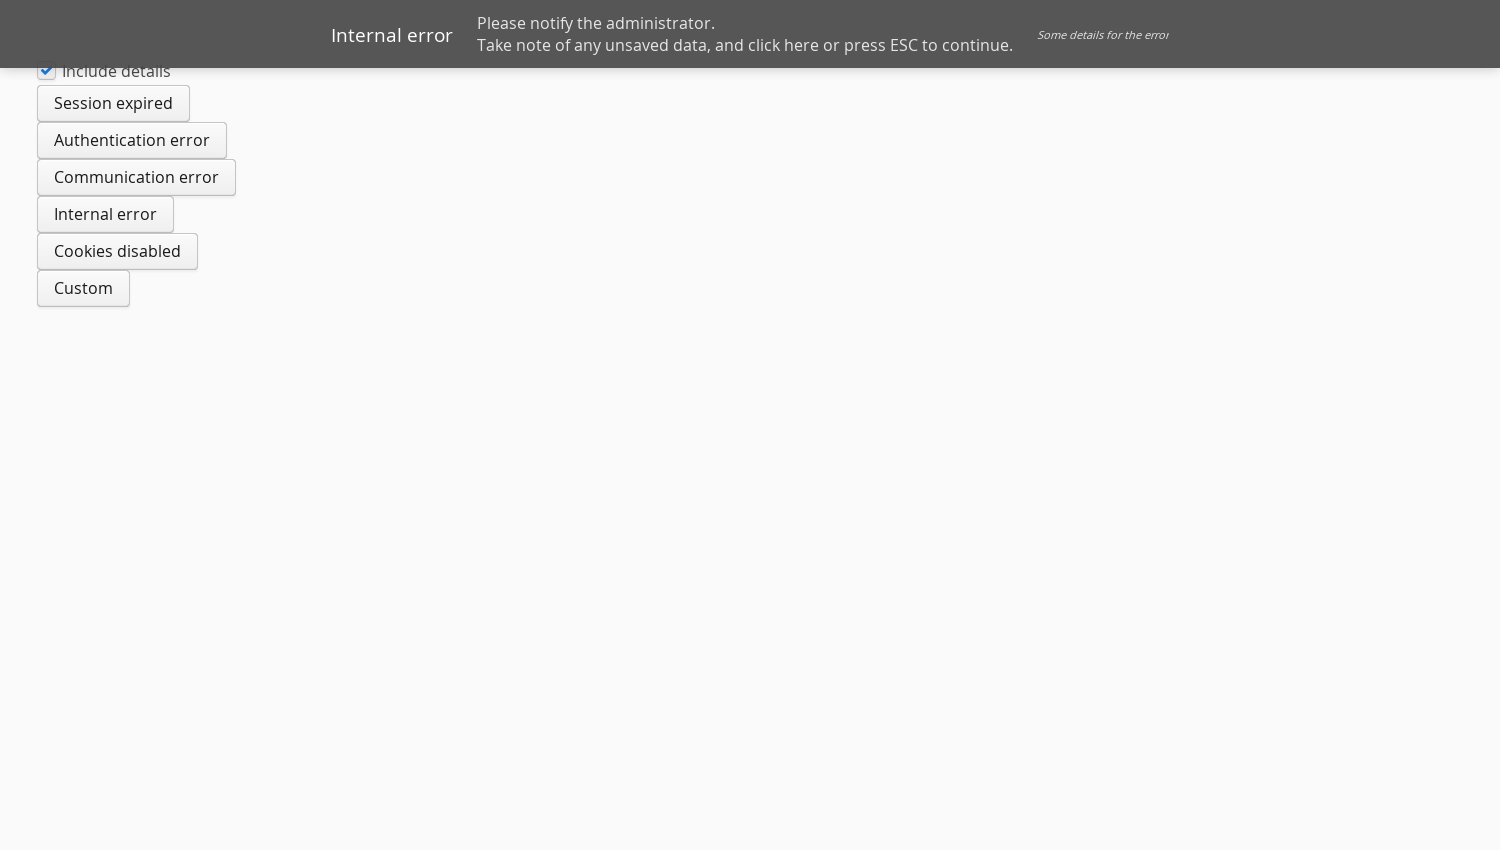 Internal error
Please notify the administrator.
Take note of any unsaved data, and click here or press ESC to continue.
Some details for the error
Include details
Session expired
Authentication error
Communication error
Internal error
Cookies disabled
Custom